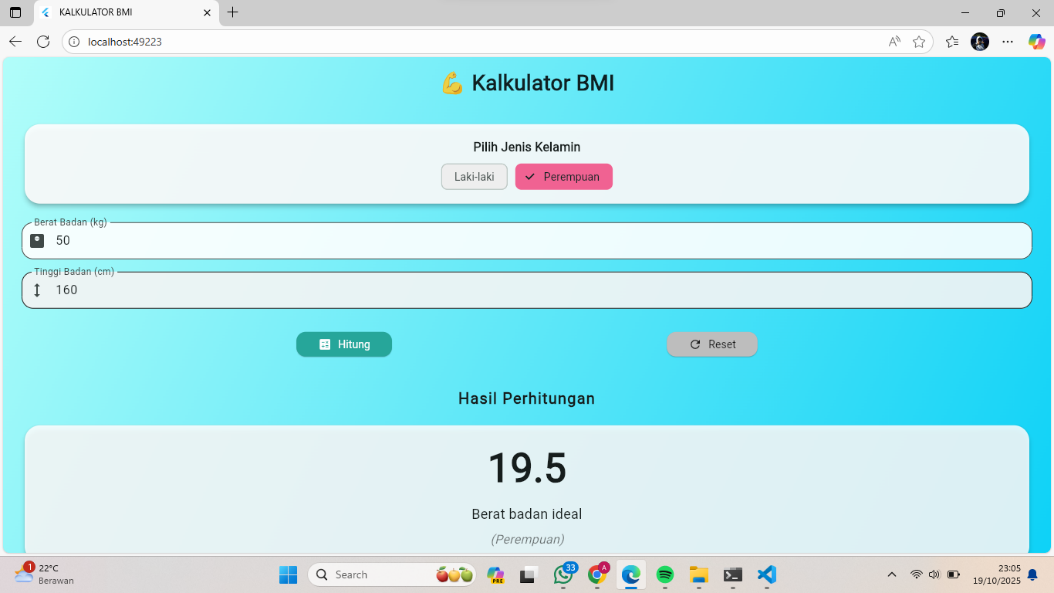 KALKULATOR BMI
localhost:49223
💪 Kalkulator BMI
Pilih Jenis Kelamin
Laki-laki
Perempuan
Berat Badan (kg)
50
Tinggi Badan (cm)
160
Hitung
Reset
Hasil Perhitungan
19.5
Berat badan ideal
(Perempuan)
1
22°C
Berawan
Search
PRE
33
A
23:05
19/10/2025